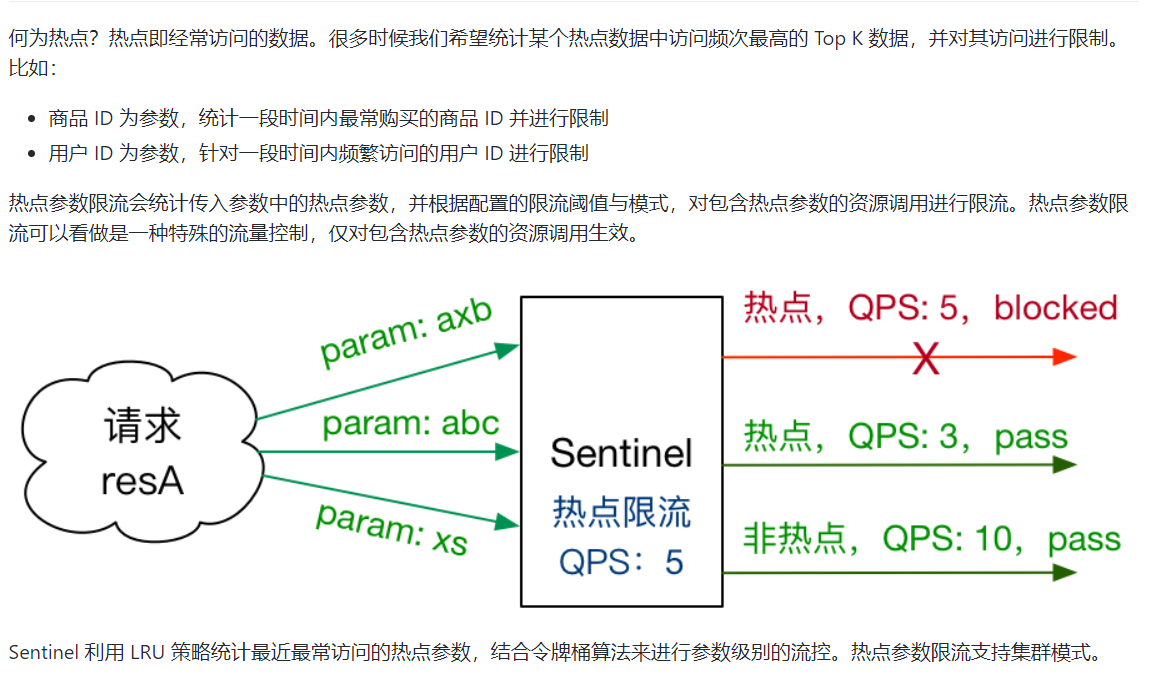 何为热点？热点即经常访问的数据。很多时候我们希望统计某个热点数据中访问频次最高的 Top K 数据，并对其访问进行限制。
比如：
商品 ID 为参数，统计一段时间内最常购买的商品 ID 并进行限制
用户 ID 为参数，针对一段时间内频繁访问的用户 ID 进行限制
热点参数限流会统计传入参数中的热点参数，并根据配置的限流阈值与模式，对包含热点参数的资源调用进行限流。热点参数限
流可以看做是一种特殊的流量控制，仅对包含热点参数的资源调用生效。
请求
resA
param: axb
param: abc
param: xs
Sentinel
热点限流
QPS：5
热点，QPS: 5，blocked
X
热点，QPS: 3，pass
非热点，QPS: 10，pass
Sentinel 利用 LRU 策略统计最近最常访问的热点参数，结合令牌桶算法来进行参数级别的流控。热点参数限流支持集群模式。